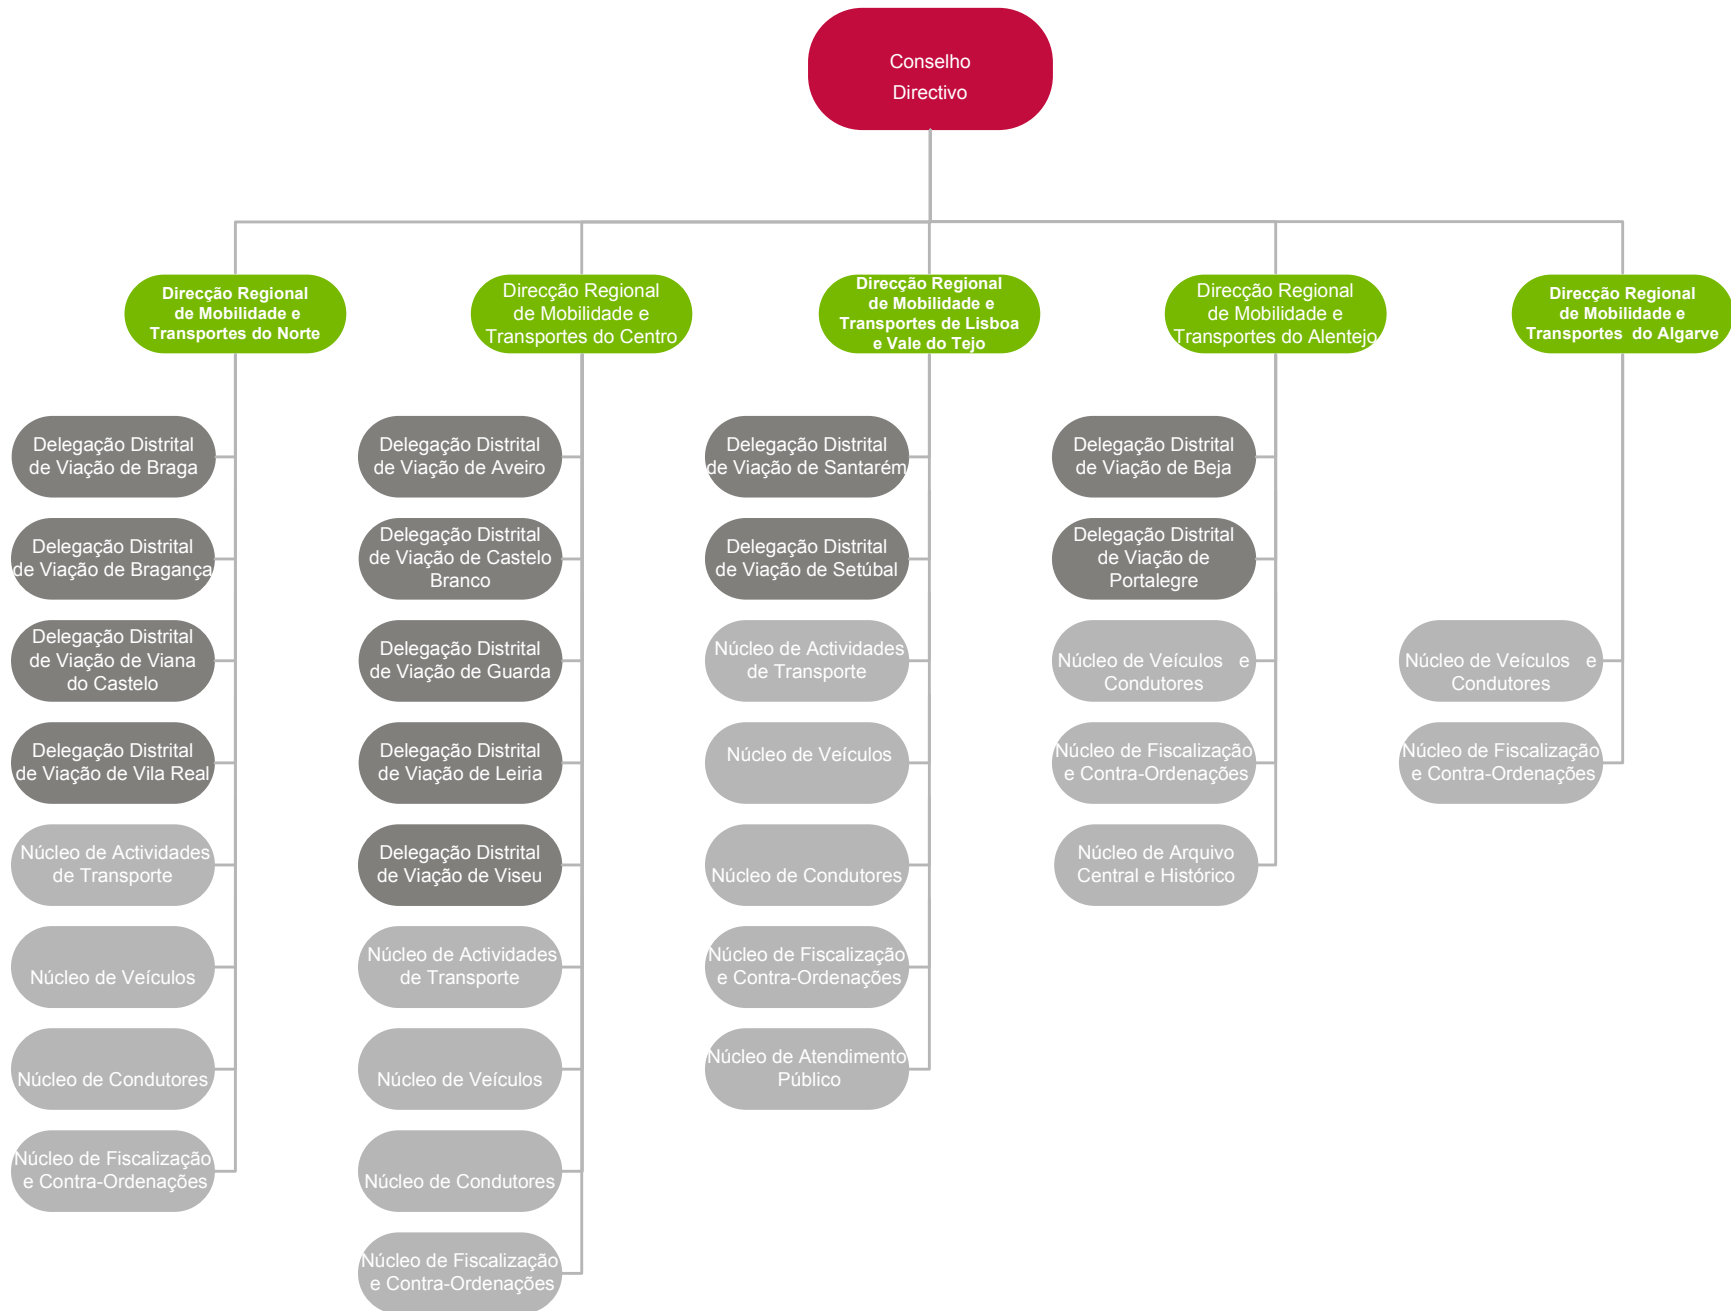 Conselho
Directivo
Direcção Regional
de Mobilidade e
Transportes do Norte
Direcção Regional
de Mobilidade e
Transportes do Centro
Direcção Regional
de Mobilidade e
Transportes de Lisboa
e Vale do Tejo
Direcção Regional
de Mobilidade e
Transportes do Alentejo
Direcção Regional
de Mobilidade e
Transportes do Algarve
Delegação Distrital
de Viação de Braga
Delegação Distrital
de Viação de Bragança
Delegação Distrital
de Viação de Viana
do Castelo
Delegação Distrital
de Viação de Vila Real
Núcleo de Actividades
de Transporte
Núcleo de Veículos
Núcleo de Condutores
Núcleo de Fiscalização
e Contra-Ordenações
Delegação Distrital
de Viação de Aveiro
Delegação Distrital
de Viação de Castelo
Branco
Delegação Distrital
de Viação de Guarda
Delegação Distrital
de Viação de Leiria
Delegação Distrital
de Viação de Viseu
Núcleo de Actividades
de Transporte
Núcleo de Veículos
Núcleo de Condutores
Núcleo de Fiscalização
e Contra-Ordenações
Delegação Distrital
de Viação de Santarém
Delegação Distrital
de Viação de Setúbal
Núcleo de Actividades
de Transporte
Núcleo de Veículos
Núcleo de Condutores
Núcleo de Fiscalização
e Contra-Ordenações
Núcleo de Atendimento
Público
Delegação Distrital
de Viação de Beja
Delegação Distrital
de Viação de
Portalegre
Núcleo de Veículos e
Condutores
Núcleo de Fiscalização
e Contra-Ordenações
Núcleo de Arquivo
Central e Histórico
Núcleo de Veículos e
Condutores
Núcleo de Fiscalização
e Contra-Ordenações